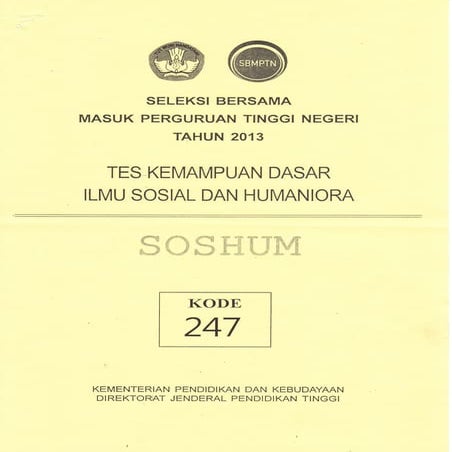 SBMPTN
SELEKSI BERSAMA
MASUK PERGURUAN TINGGI NEGERI
TAHUN 2013
TES KEMAMPUAN DASAR
ILMU SOSIAL DAN HUMANIORA
SOSHUM
KODE
247
KEMENTERIAN PENDIDIKAN DAN KEBUDAYAAN
DIREKTORAT JENDERAL PENDIDIKAN TINGGI